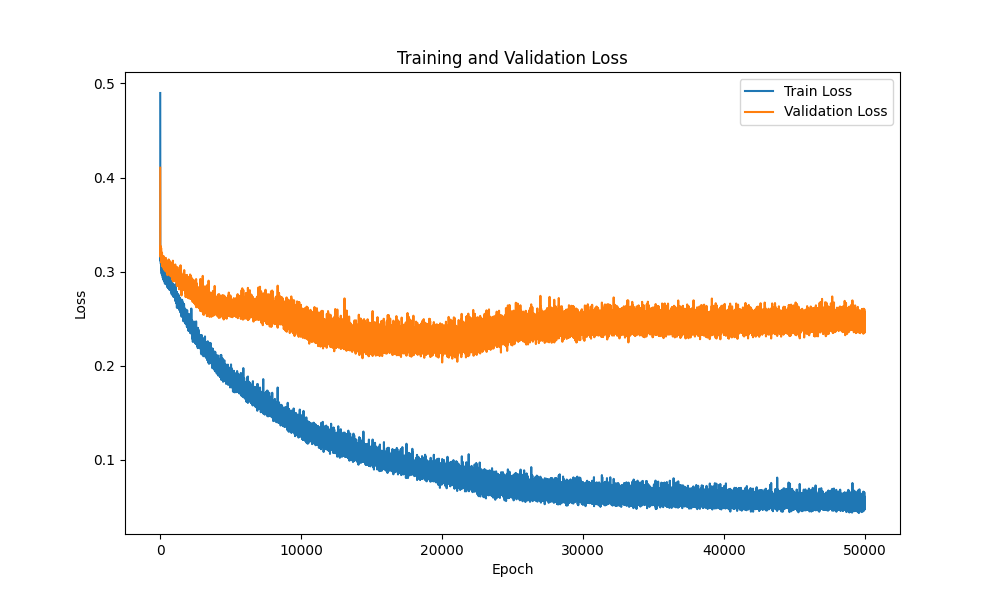 Training and Validation Loss
Train Loss
Validation Loss
0.5
0.4
0.3
0.2
0.1
Loss
0 10000 20000 30000 40000 50000
Epoch